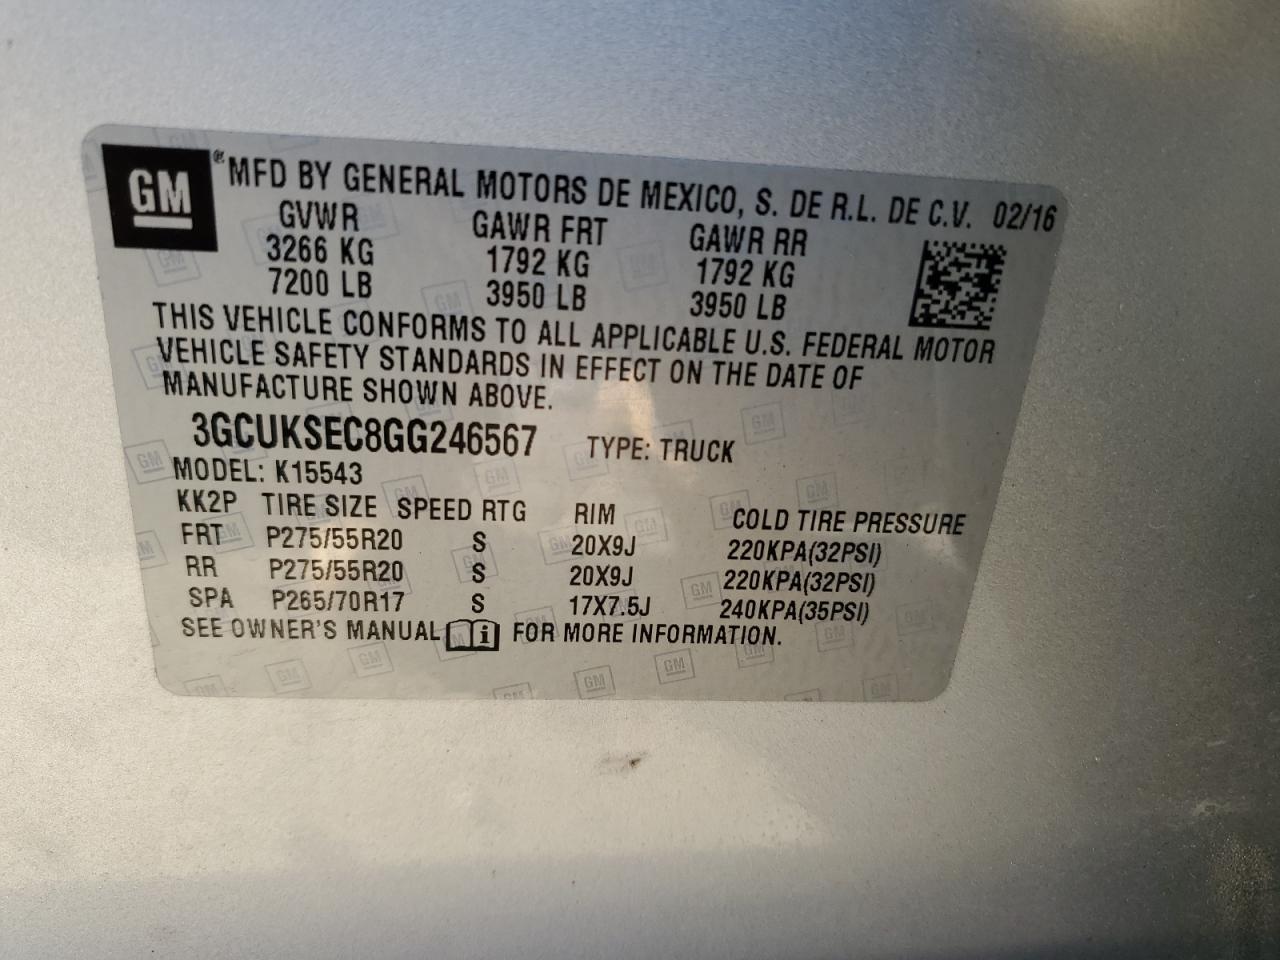 GM ® MFD BY GENERAL MOTORS DE MEXICO, S. DE R.L. DE C.V. 02/16
GVWR GAWR FRT GAWR RR
3266 KG 1792 KG 1792 KG
7200 LB 3950 LB 3950 LB
THIS VEHICLE CONFORMS TO ALL APPLICABLE U.S. FEDERAL MOTOR
VEHICLE SAFETY STANDARDS IN EFFECT ON THE DATE OF
MANUFACTURE SHOWN ABOVE.
3GCUKSEC8GG246567 TYPE: TRUCK
MODEL: K15543
KK2P TIRE SIZE SPEED RTG RIM COLD TIRE PRESSURE
FRT P275/55R20 S 20X9J 220KPA(32PSI)
RR P275/55R20 S 20X9J 220KPA(32PSI)
SPA P265/70R17 S 17X7.5J 240KPA(35PSI)
SEE OWNER'S MANUAL i FOR MORE INFORMATION.